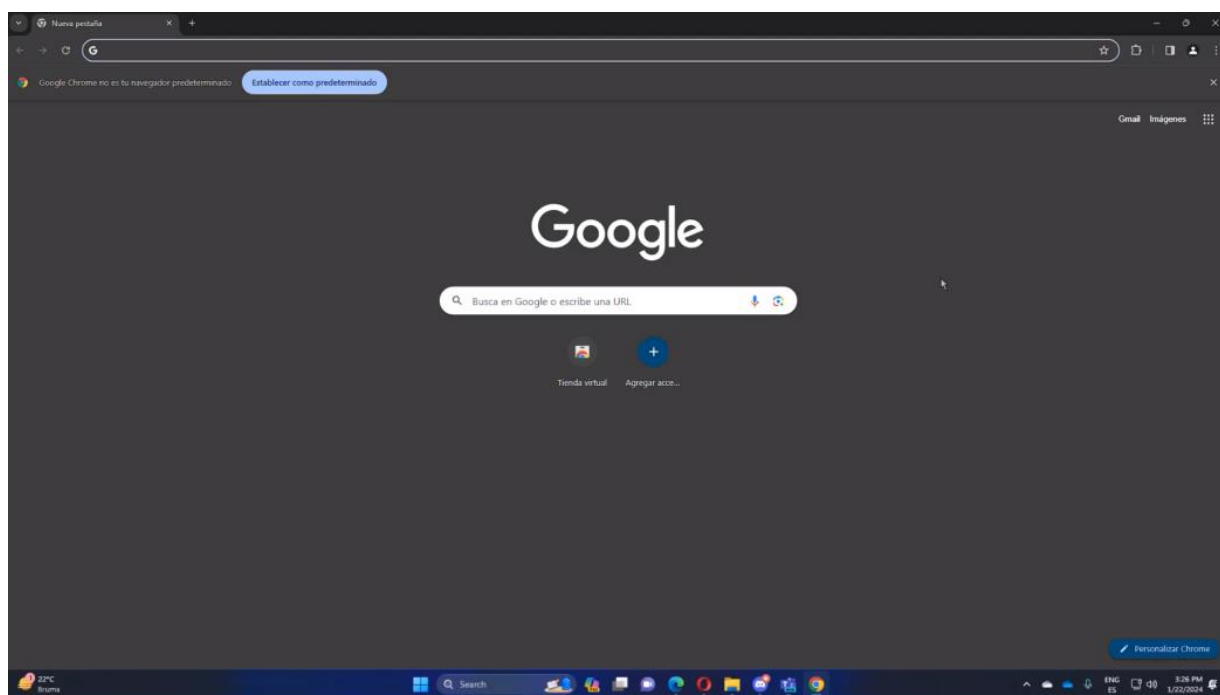 Nueva pestaña
Google Chrome no es tu navegador predeterminado Establecer como predeterminado
Gmail Imágenes
Google
Busca en Google o escribe una URL
Tienda virtual Agregar acce...
Personalizar Chrome
22°C
Bruma
Search
ENG
ES
3:26 PM
1/22/2024